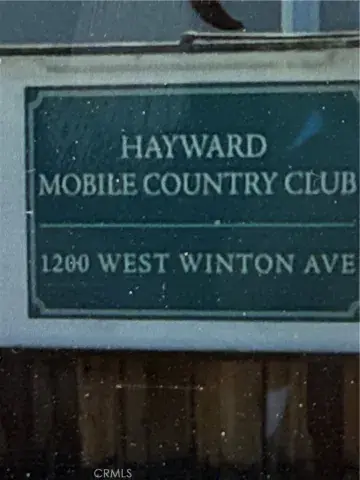 HAYWARD
MOBILE COUNTRY CLUB
1200 WEST WINTON AVE
CRMLS